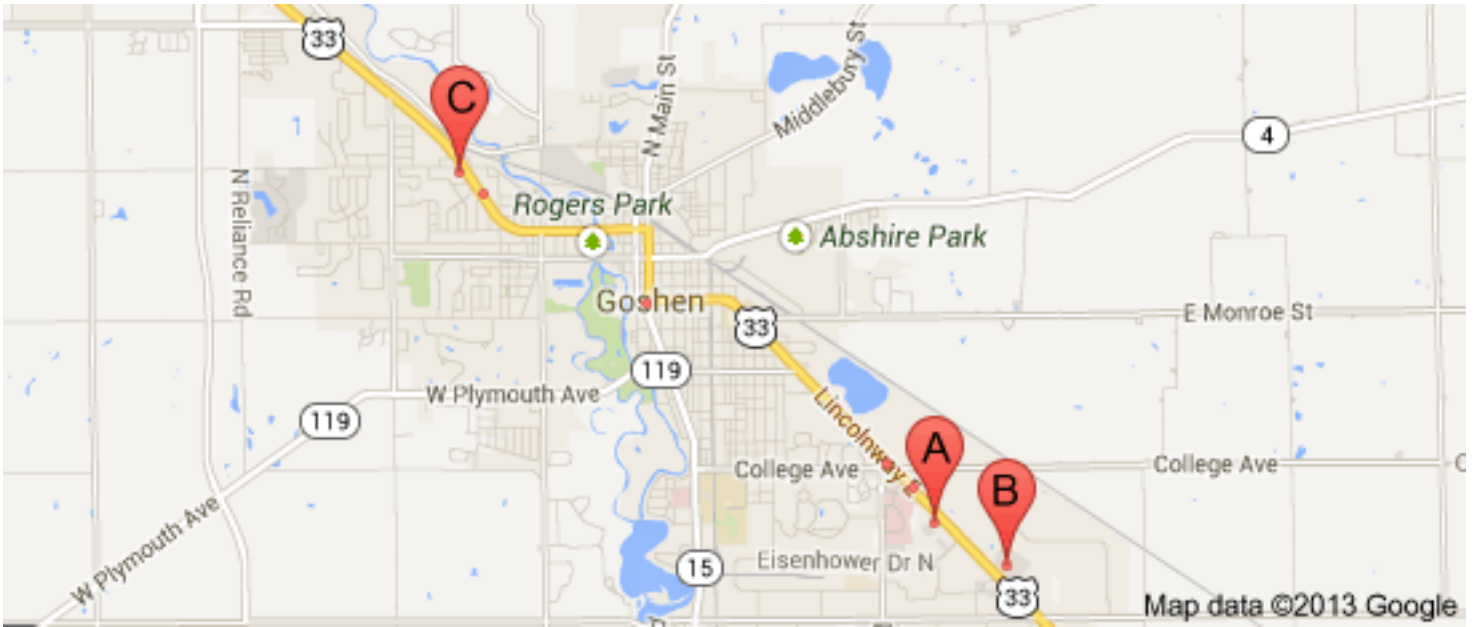 33
C
N Main St
Middlebury St
4
N Reliance Rd
Rogers Park
Abshire Park
Goshen
E Monroe St
33
119
W Plymouth Ave
119
Lincolnway E
A
College Ave
College Ave
B
W Plymouth Ave
Eisenhower Dr N
15
33
Map data ©2013 Google